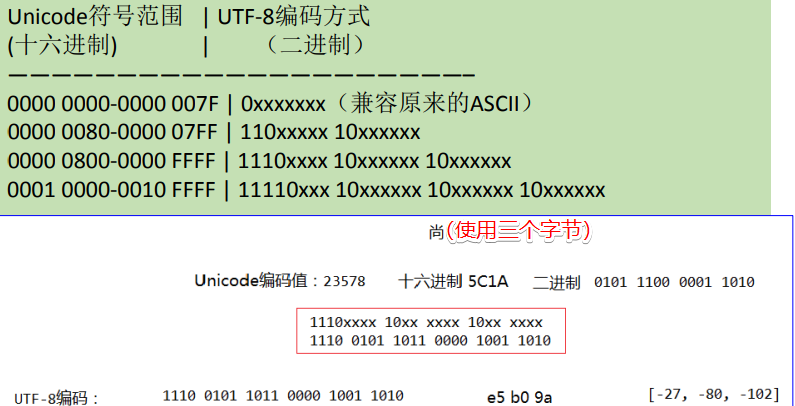 Unicode符号范围 | UTF-8编码方式
(十六进制) | （二进制）
————————————————————————
0000 0000-0000 007F | 0xxxxxxx（兼容原来的ASCII）
0000 0080-0000 07FF | 110xxxxx 10xxxxxx
0000 0800-0000 FFFF | 1110xxxx 10xxxxxx 10xxxxxx
0001 0000-0010 FFFF | 11110xxx 10xxxxxx 10xxxxxx 10xxxxxx
尚(使用三个字节)
Unicode编码值：23578 十六进制 5C1A 二进制 0101 1100 0001 1010
1110xxxx 10xx xxxx 10xx xxxx
1110 0101 1011 0000 1001 1010
UTF-8编码： 1110 0101 1011 0000 1001 1010 e5 b0 9a [-27, -80, -102]